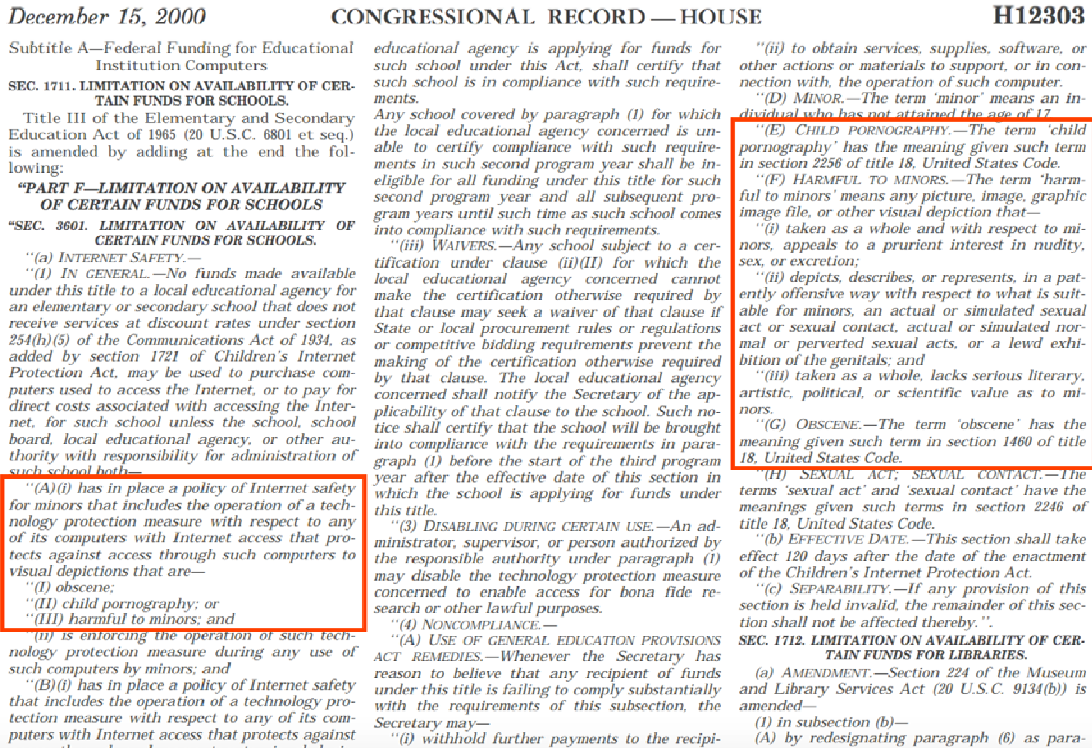 December 15, 2000 CONGRESSIONAL RECORD — HOUSE H12303
Subtitle A—Federal Funding for Educational
Institution Computers
SEC. 1711. LIMITATION ON AVAILABILITY OF CER-
TAIN FUNDS FOR SCHOOLS.
Title III of the Elementary and Secondary
Education Act of 1965 (20 U.S.C. 6801 et seq.)
is amended by adding at the end the fol-
lowing:
“PART F—LIMITATION ON AVAILABILITY
OF CERTAIN FUNDS FOR SCHOOLS
“SEC. 3601. LIMITATION ON AVAILABILITY OF
CERTAIN FUNDS FOR SCHOOLS.
‘‘(a) INTERNET SAFETY.—
‘‘(1) IN GENERAL.—No funds made available
under this title to a local educational agency for
an elementary or secondary school that does not
receive services at discount rates under section
254(h)(5) of the Communications Act of 1934, as
added by section 1721 of Children’s Internet
Protection Act, may be used to purchase com-
puters used to access the Internet, or to pay for
direct costs associated with accessing the Inter-
net, for such school unless the school, school
board, local educational agency, or other au-
thority with responsibility for administration of
such school both—
‘‘(A)(i) has in place a policy of Internet safety
for minors that includes the operation of a tech-
nology protection measure with respect to any
of its computers with Internet access that pro-
tects against access through such computers to
visual depictions that are—
‘‘(I) obscene;
‘‘(II) child pornography; or
‘‘(III) harmful to minors; and
‘‘(ii) is enforcing the operation of such tech-
nology protection measure during any use of
such computers by minors; and
‘‘(B)(i) has in place a policy of Internet safety
that includes the operation of a technology pro-
tection measure with respect to any of its com-
puters with Internet access that protects against
educational agency is applying for funds for
such school under this Act, shall certify that
such school is in compliance with such require-
ments.
Any school covered by paragraph (1) for which
the local educational agency concerned is un-
able to certify compliance with such require-
ments in such second program year shall be in-
eligible for all funding under this title for such
second program year and all subsequent pro-
gram years until such time as such school comes
into compliance with such requirements.
‘‘(iii) WAIVERS.—Any school subject to a cer-
tification under clause (ii)(II) for which the
local educational agency concerned cannot
make the certification otherwise required by
that clause may seek a waiver of that clause if
State or local procurement rules or regulations
or competitive bidding requirements prevent the
making of the certification otherwise required
by that clause. The local educational agency
concerned shall notify the Secretary of the ap-
plicability of that clause to the school. Such no-
tice shall certify that the school will be brought
into compliance with the requirements in para-
graph (1) before the start of the third program
year after the effective date of this section in
which the school is applying for funds under
this title.
‘‘(3) DISABLING DURING CERTAIN USE.—An ad-
ministrator, supervisor, or person authorized by
the responsible authority under paragraph (1)
may disable the technology protection measure
concerned to enable access for bona fide re-
search or other lawful purposes.
‘‘(4) NONCOMPLIANCE.—
‘‘(A) USE OF GENERAL EDUCATION PROVISIONS
ACT REMEDIES.—Whenever the Secretary has
reason to believe that any recipient of funds
under this title is failing to comply substantially
with the requirements of this subsection, the
Secretary may—
‘‘(i) withhold further payments to the recipi-
‘‘(ii) to obtain services, supplies, software, or
other actions or materials to support, or in con-
nection with, the operation of such computer.
‘‘(D) MINOR.—The term ‘minor’ means an in-
dividual who has not attained the age of 17.
‘‘(E) CHILD PORNOGRAPHY.—The term ‘child
pornography’ has the meaning given such term
in section 2256 of title 18, United States Code.
‘‘(F) HARMFUL TO MINORS.—The term ‘harm-
ful to minors’ means any picture, image, graphic
image file, or other visual depiction that—
‘‘(i) taken as a whole and with respect to mi-
nors, appeals to a prurient interest in nudity,
sex, or excretion;
‘‘(ii) depicts, describes, or represents, in a pat-
ently offensive way with respect to what is suit-
able for minors, an actual or simulated sexual
act or sexual contact, actual or simulated nor-
mal or perverted sexual acts, or a lewd exhi-
bition of the genitals; and
‘‘(iii) taken as a whole, lacks serious literary,
artistic, political, or scientific value as to mi-
nors.
‘‘(G) OBSCENE.—The term ‘obscene’ has the
meaning given such term in section 1460 of title
18, United States Code.
‘‘(H) SEXUAL ACT; SEXUAL CONTACT.—The
terms ‘sexual act’ and ‘sexual contact’ have the
meanings given such terms in section 2246 of
title 18, United States Code.
‘‘(b) EFFECTIVE DATE.—This section shall take
effect 120 days after the date of the enactment
of the Children’s Internet Protection Act.
‘‘(c) SEPARABILITY.—If any provision of this
section is held invalid, the remainder of this sec-
tion shall not be affected thereby.’’.
SEC. 1712. LIMITATION ON AVAILABILITY OF CER-
TAIN FUNDS FOR LIBRARIES.
(a) AMENDMENT.—Section 224 of the Museum
and Library Services Act (20 U.S.C. 9134(b)) is
amended—
(1) in subsection (b)—
(A) by redesignating paragraph (6) as para-